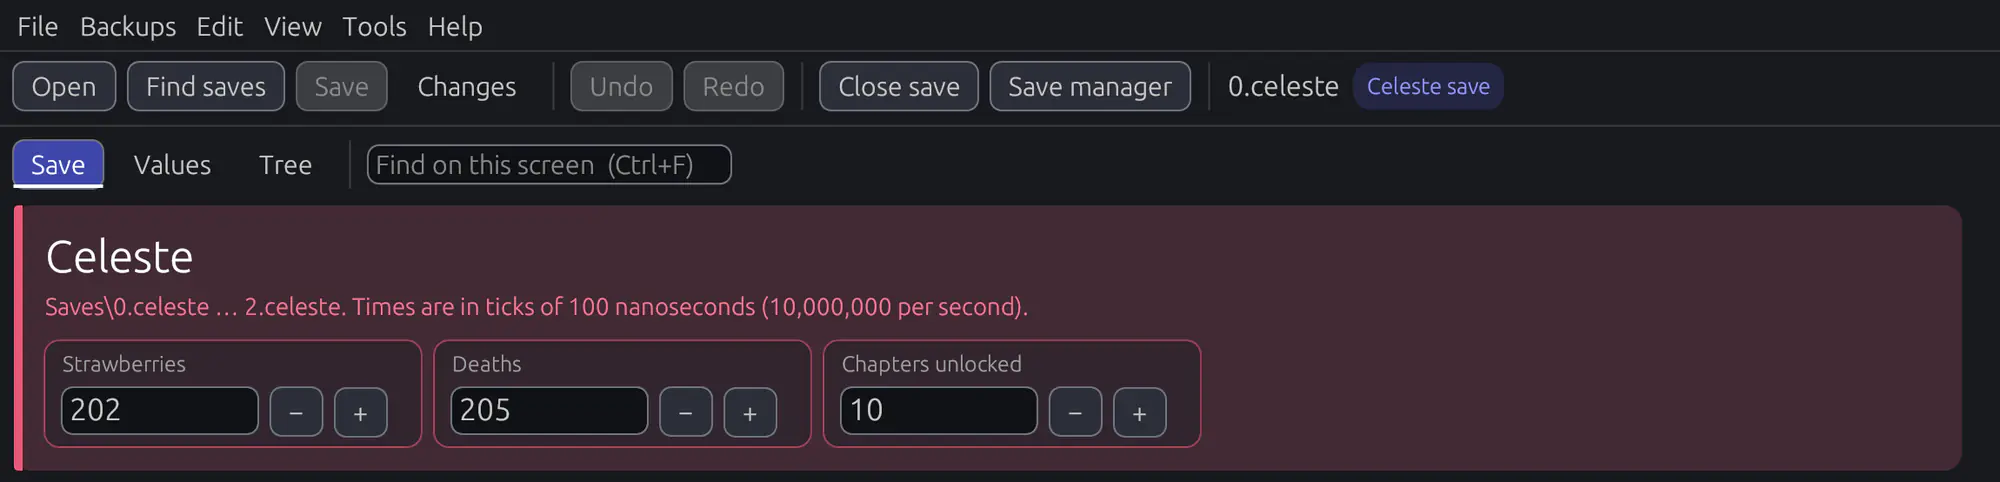 File Backups Edit View Tools Help
Open Find saves Save Changes Undo Redo Close save Save manager 0.celeste Celeste save
Save Values Tree Find on this screen (Ctrl+F)
Celeste
Saves\0.celeste … 2.celeste. Times are in ticks of 100 nanoseconds (10,000,000 per second).
Strawberries Deaths Chapters unlocked
202 − + 205 − + 10 − +